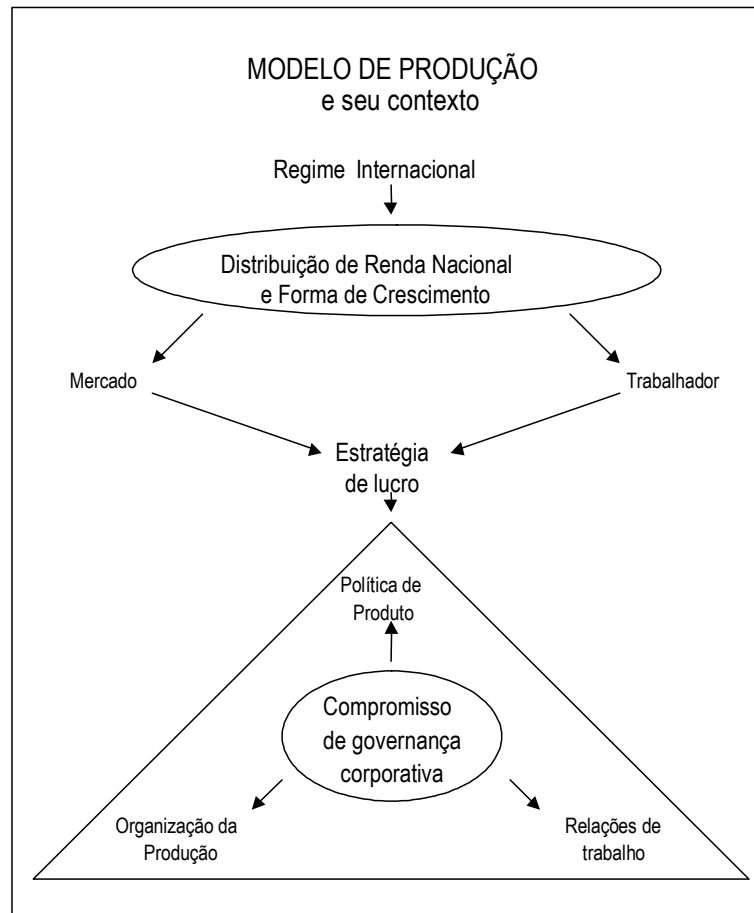 MODELO DE PRODUÇÃO
e seu contexto
Regime Internacional
Distribuição de Renda Nacional
e Forma de Crescimento
Mercado
Trabalhador
Estratégia
de lucro
Política de
Produto
Compromisso
de governança
corporativa
Organização da
Produção
Relações de
trabalho